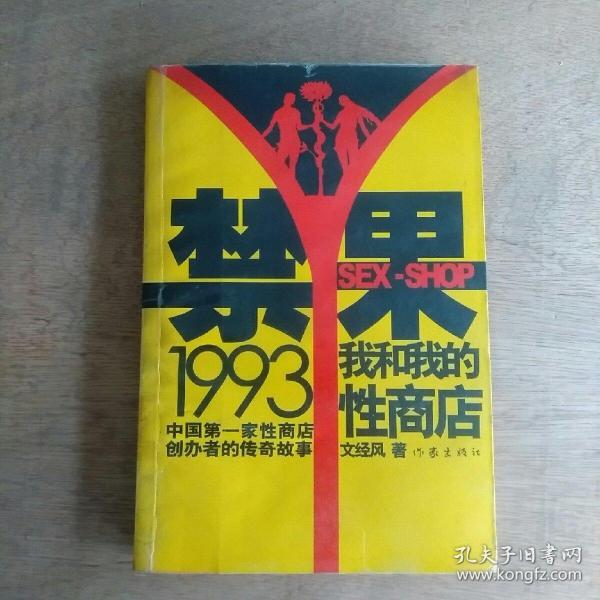 禁果
SEX-SHOP
1993
我和我的
性商店
中国第一家性商店
创办者的传奇故事
文经风 著 作家出版社
孔夫子旧书网
www.kongfz.com